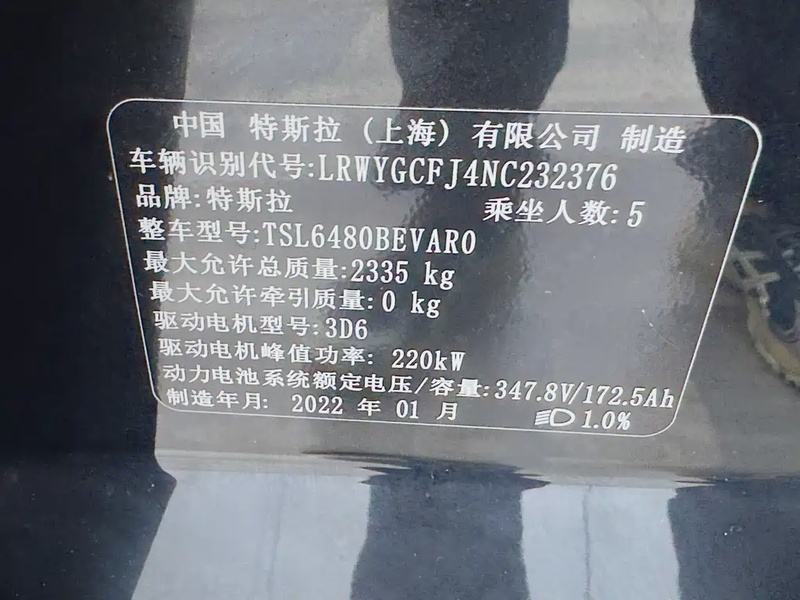 中国 特斯拉（上海）有限公司 制造
车辆识别代号:LRWYGCFJ4NC232376
品牌:特斯拉 乘坐人数:5
整车型号:TSL6480BEVAR0
最大允许总质量:2335 kg
最大允许牵引质量:0 kg
驱动电机型号:3D6
驱动电机峰值功率: 220kW
动力电池系统额定电压/容量:347.8V/172.5Ah
制造年月: 2022 年 01 月 1.0%